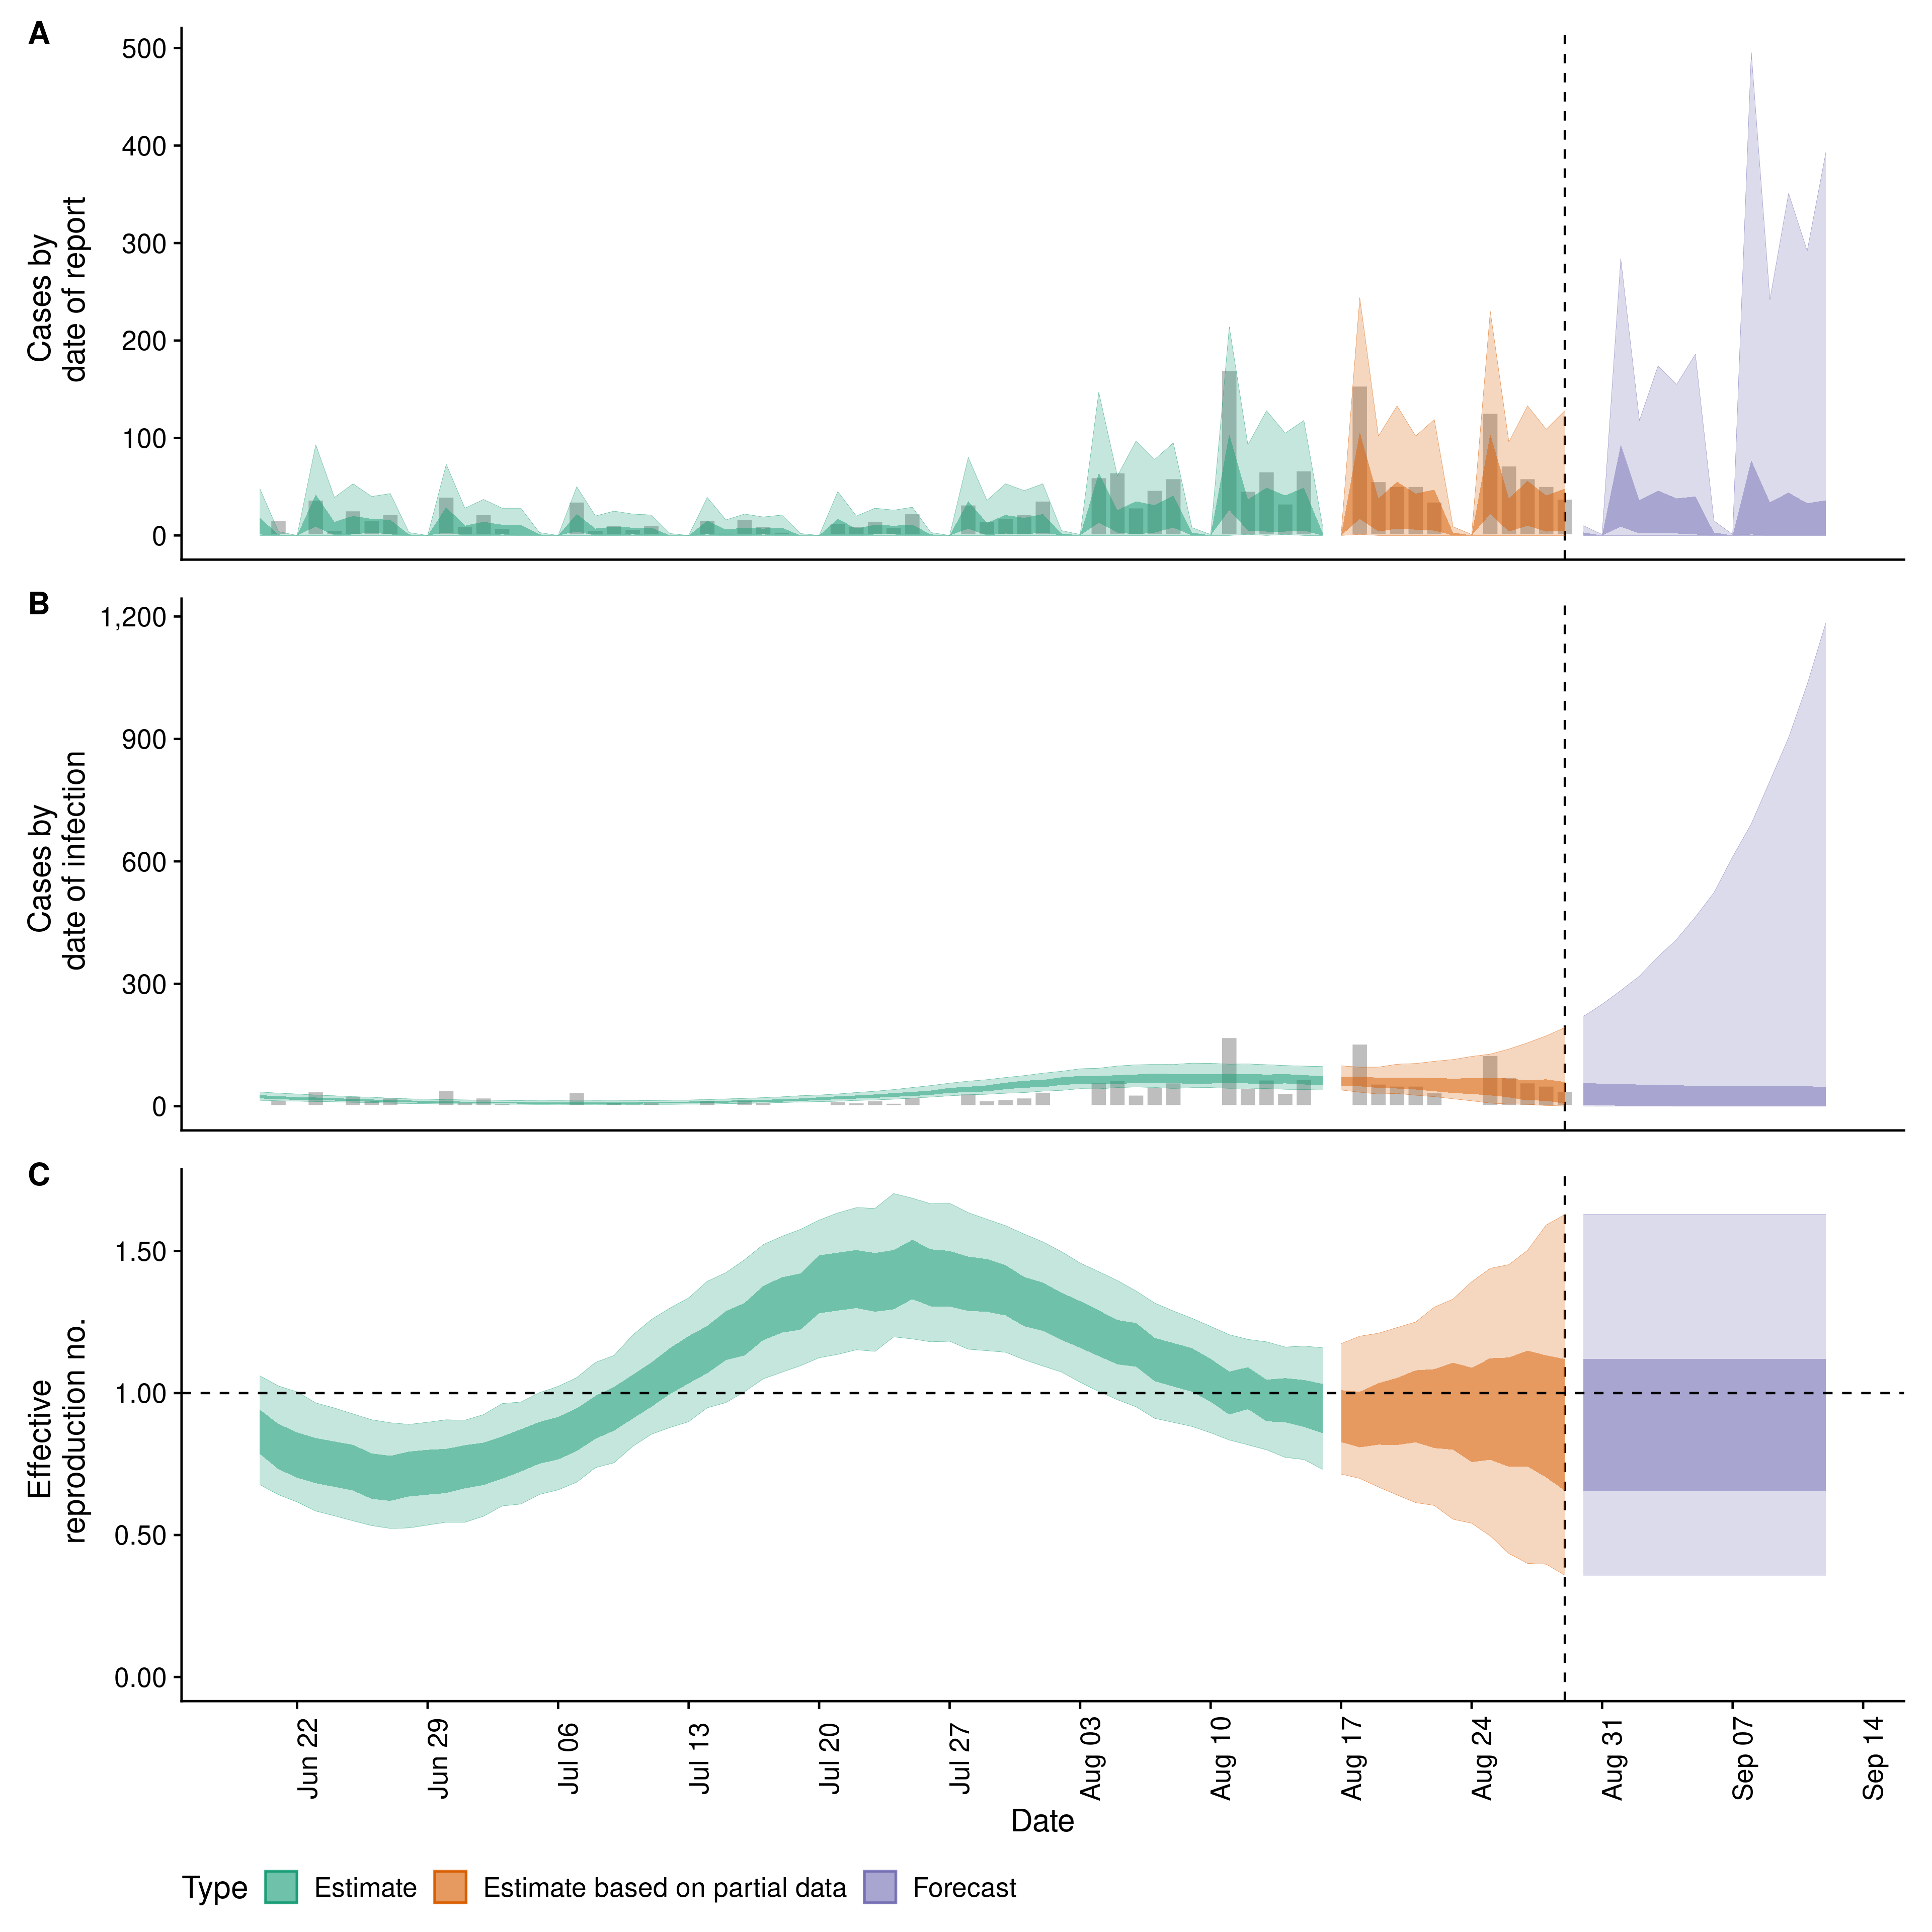 A
Cases by
date of report
500
400
300
200
100
0
B
Cases by
date of infection
1,200
900
600
300
0
C
Effective
reproduction no.
1.50
1.00
0.50
0.00
Jun 22
Jun 29
Jul 06
Jul 13
Jul 20
Jul 27
Aug 03
Aug 10
Aug 17
Aug 24
Aug 31
Sep 07
Sep 14
Date
Type Estimate Estimate based on partial data Forecast